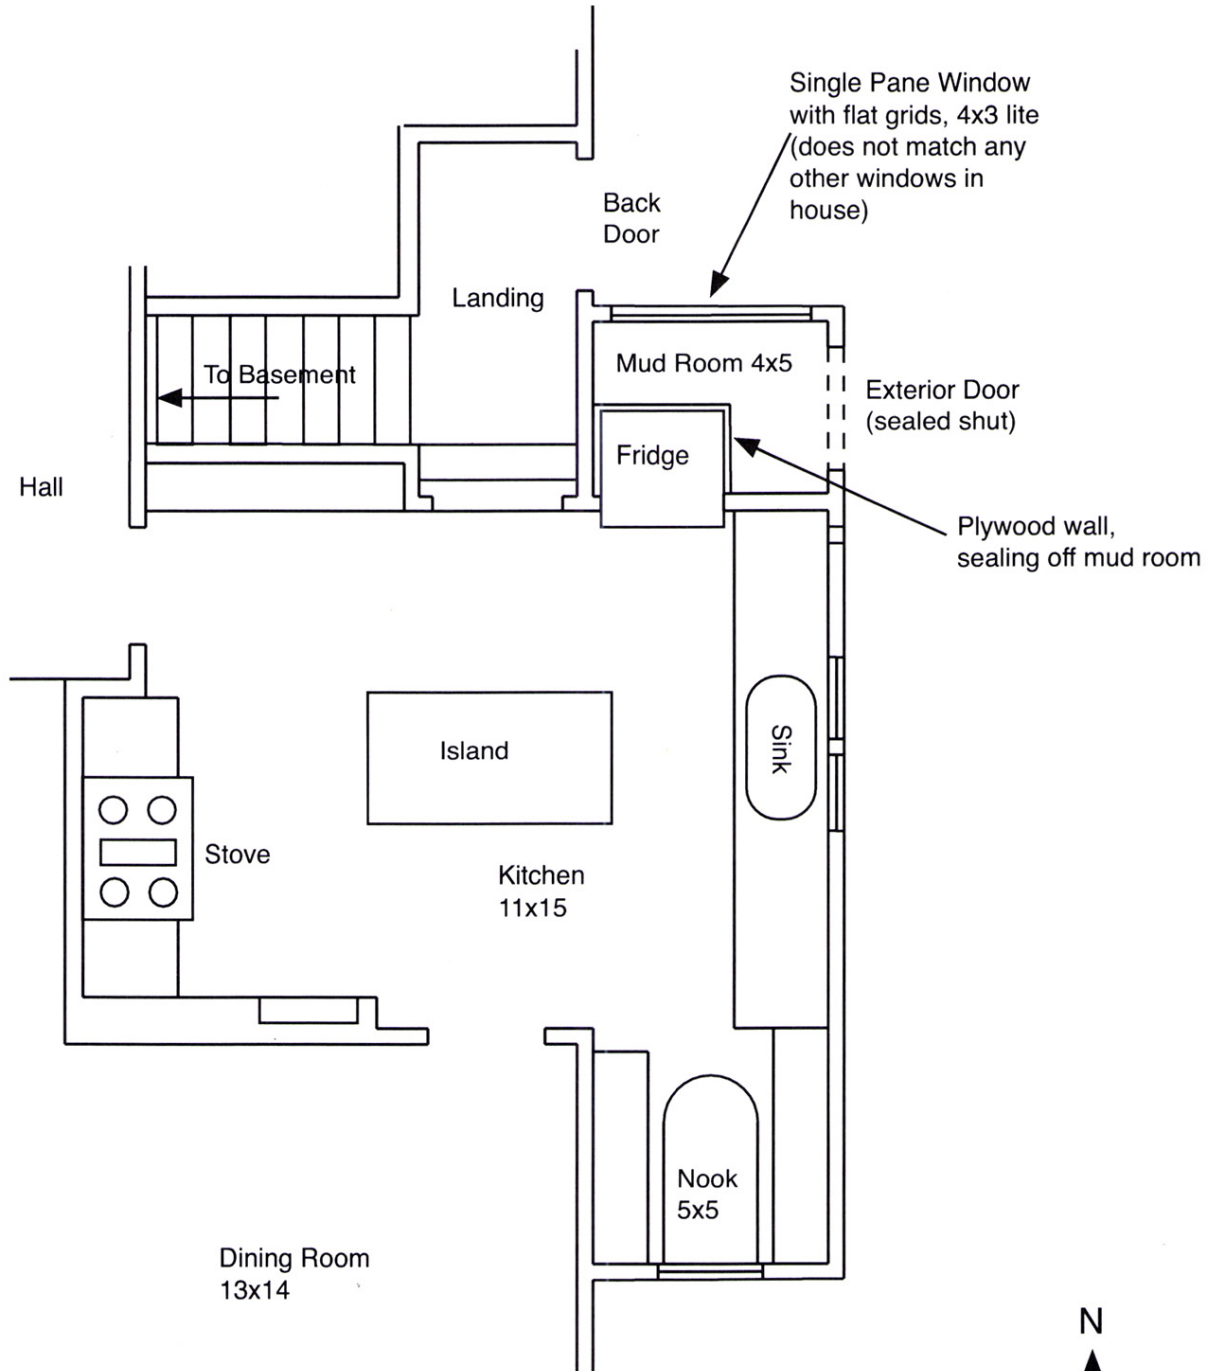 Single Pane Window
with flat grids, 4x3 lite
(does not match any
other windows in
house)
Back
Door
Landing
Mud Room 4x5
To Basement
Exterior Door
(sealed shut)
Fridge
Hall
Plywood wall,
sealing off mud room
Island
Sink
Stove
Kitchen
11x15
Nook
5x5
Dining Room
13x14
N